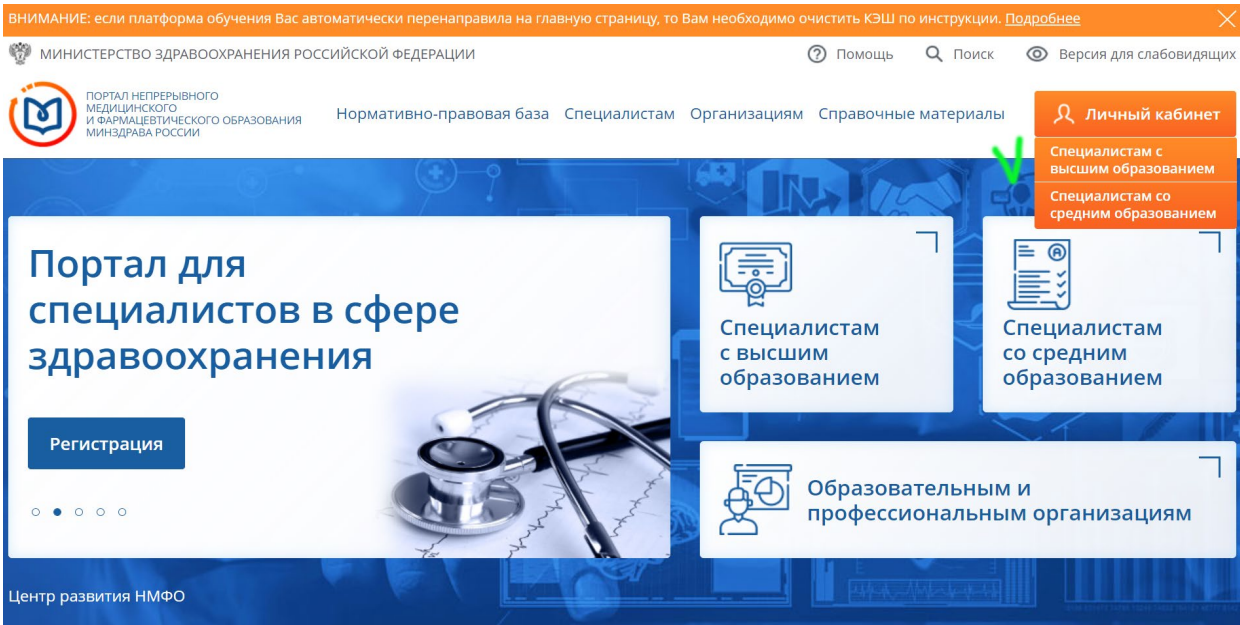 ВНИМАНИЕ: если платформа обучения Вас автоматически перенаправила на главную страницу, то Вам необходимо очистить КЭШ по инструкции. Подробнее
МИНИСТЕРСТВО ЗДРАВООХРАНЕНИЯ РОССИЙСКОЙ ФЕДЕРАЦИИ
Помощь
Поиск
Версия для слабовидящих
ПОРТАЛ НЕПРЕРЫВНОГО
МЕДИЦИНСКОГО
И ФАРМАЦЕВТИЧЕСКОГО ОБРАЗОВАНИЯ
МИНЗДРАВА РОССИИ
Нормативно-правовая база
Специалистам
Организациям
Справочные материалы
Личный кабинет
Специалистам с
высшим образованием
Специалистам со
средним образованием
Портал для
специалистов в сфере
здравоохранения
Регистрация
Специалистам
с высшим
образованием
Специалистам
со средним
образованием
Образовательным и
профессиональным организациям
Центр развития НМФО